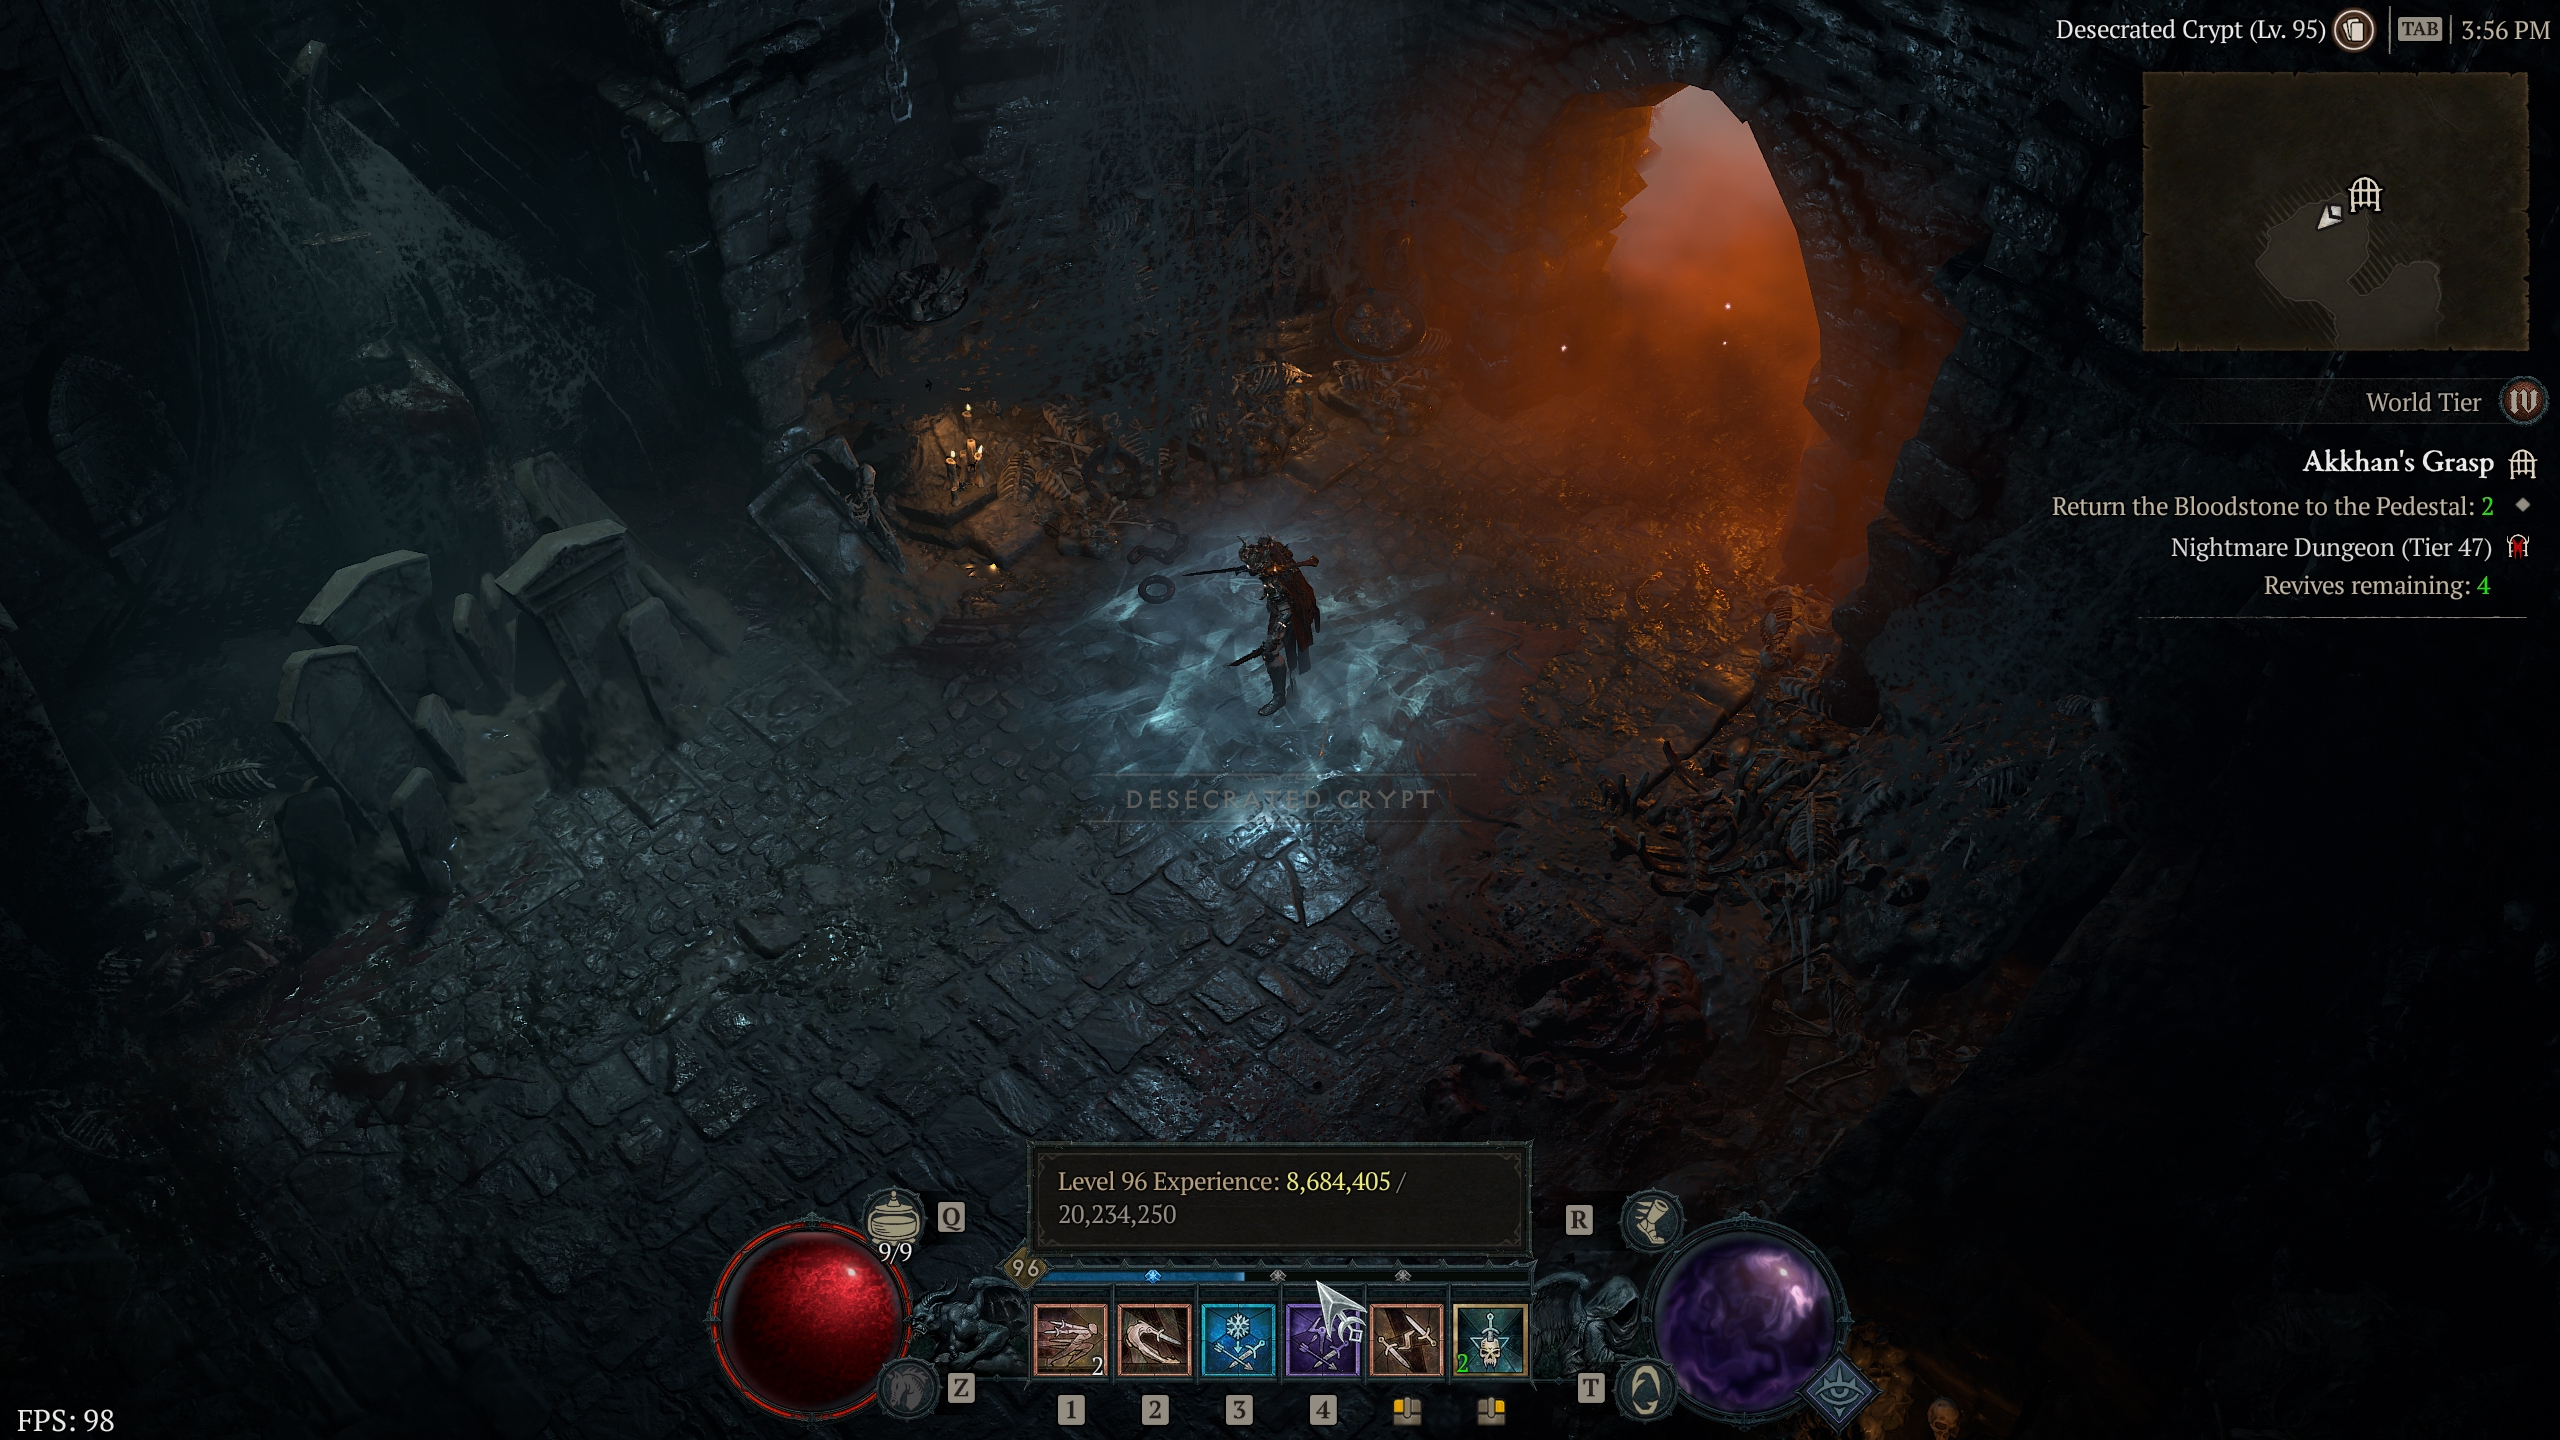 Desecrated Crypt (Lv. 95) TAB 3:56 PM
World Tier IV
Akkhan's Grasp
Return the Bloodstone to the Pedestal: 2
Nightmare Dungeon (Tier 47)
Revives remaining: 4
DESECRATED CRYPT
Level 96 Experience: 8,684,405 /
20,234,250
Q
R
9/9
96
2
2
Z
T
1 2 3 4
FPS: 98